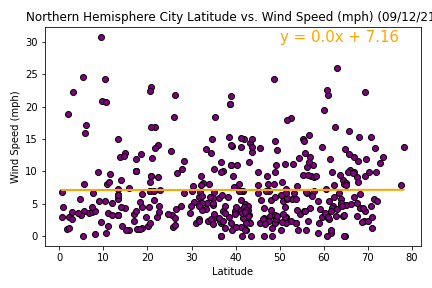 Northern Hemisphere City Latitude vs. Wind Speed (mph) (09/12/21
y = 0.0x + 7.16
30
25
20
15
10
5
0
Wind Speed (mph)
0 10 20 30 40 50 60 70 80
Latitude